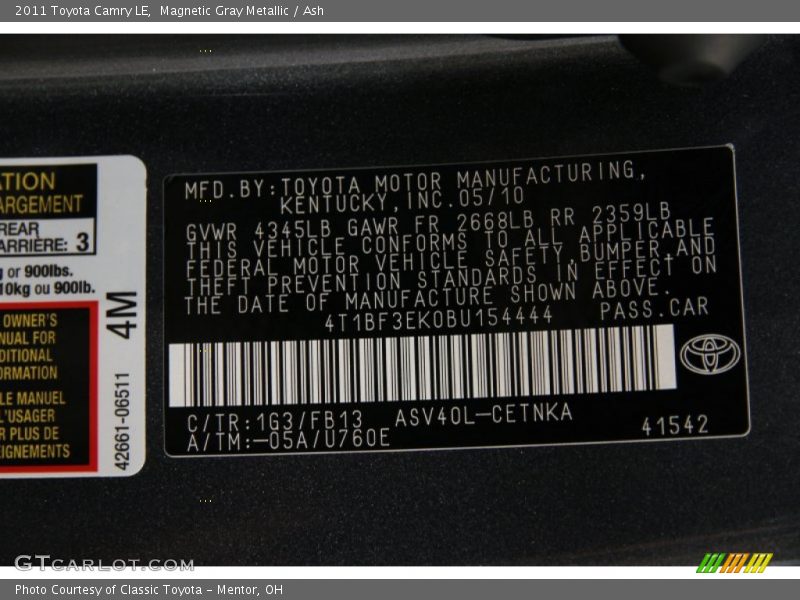 2011 Toyota Camry LE,  Magnetic Gray Metallic / Ash
ATION
ARGEMENT
REAR
ARRIÈRE: 3
g or 900lbs.
10kg ou 900lb.
OWNER'S
NUAL FOR
DITIONAL
ORMATION
LE MANUEL
L'USAGER
R PLUS DE
EIGNEMENTS
4M
42661-06511
MFD.BY:TOYOTA MOTOR MANUFACTURING,
KENTUCKY,INC.05/10
GVWR 4345LB GAWR FR 2668LB RR 2359LB
THIS VEHICLE CONFORMS TO ALL APPLICABLE
FEDERAL MOTOR VEHICLE SAFETY,BUMPER,AND
THEFT PREVENTION STANDARDS IN EFFECT ON
THE DATE OF MANUFACTURE SHOWN ABOVE.
4T1BF3EK0BU154444 PASS.CAR
C/TR:1G3/FB13 ASV40L-CETNKA
A/TM:-05A/U760E 41542
GTCARLOT.COM
Photo Courtesy of Classic Toyota - Mentor, OH